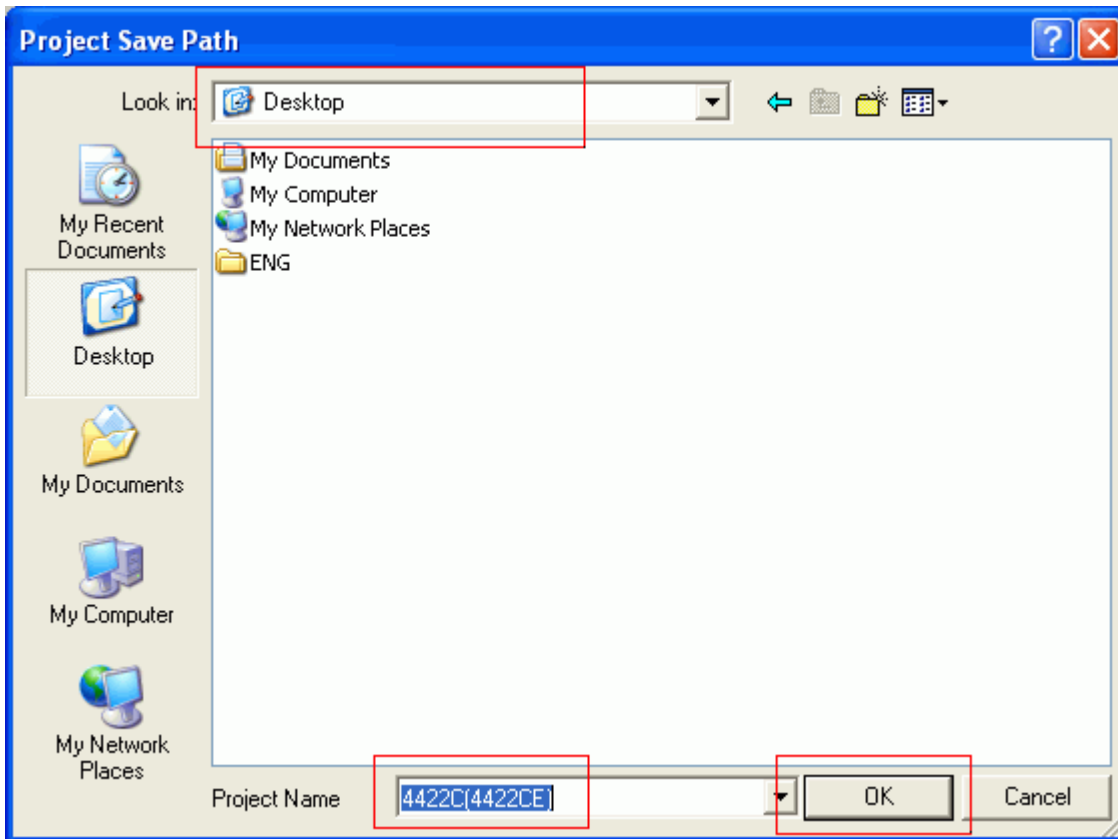 Project Save Path
Look in:
Desktop
My Documents
My Computer
My Network Places
ENG
My Recent
Documents
Desktop
My Documents
My Computer
My Network
Places
Project Name
4422C(4422CE)
OK
Cancel